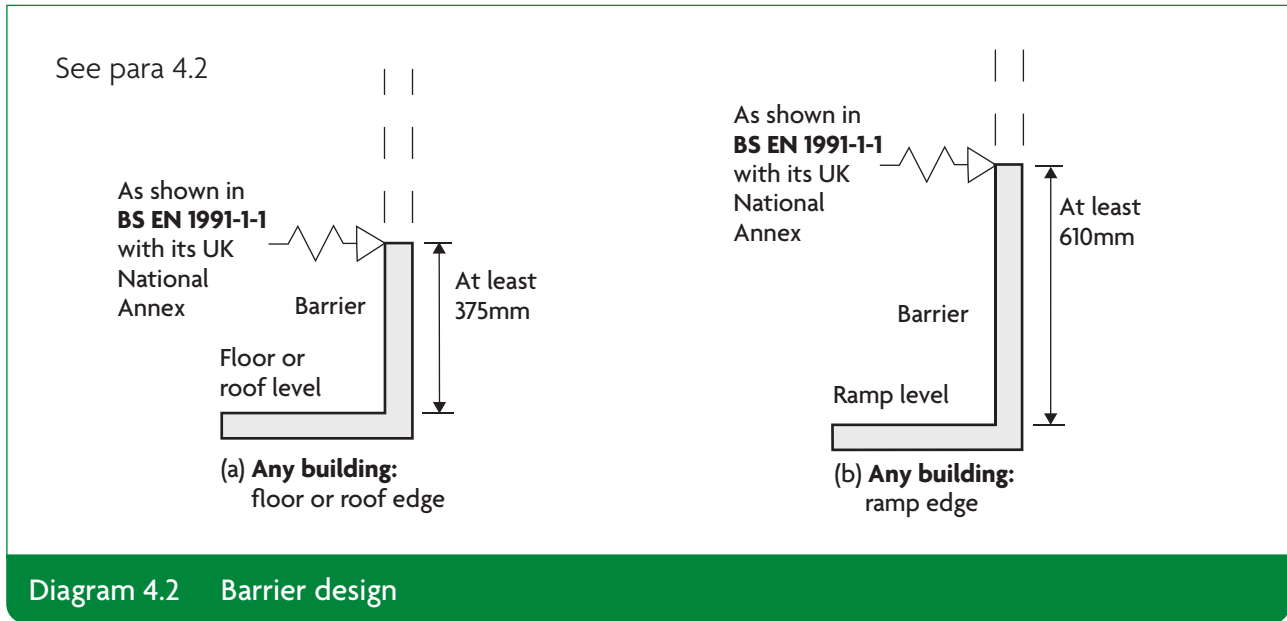 See para 4.2
As shown in
BS EN 1991-1-1
with its UK
National
Annex
Barrier
At least
375mm
Floor or
roof level
(a) Any building:
floor or roof edge
As shown in
BS EN 1991-1-1
with its UK
National
Annex
At least
610mm
Barrier
Ramp level
(b) Any building:
ramp edge
Diagram 4.2 Barrier design